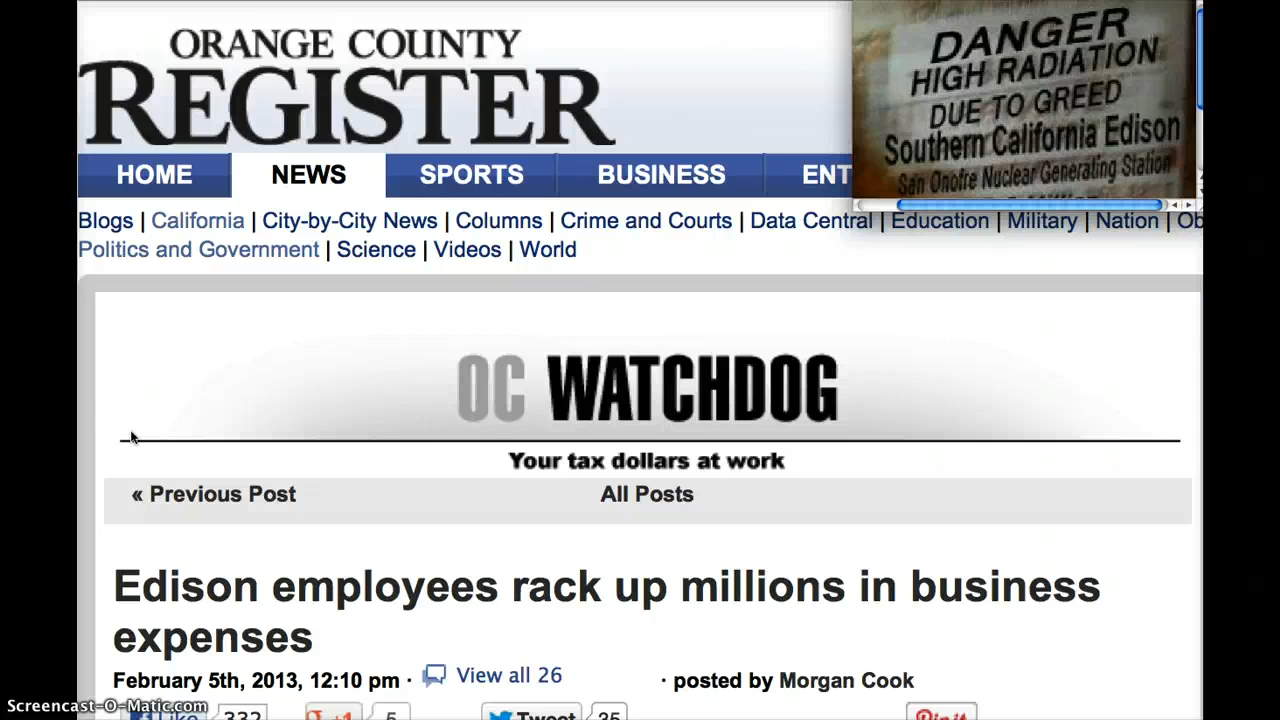 ORANGE COUNTY
REGISTER
DANGER
HIGH RADIATION
DUE TO GREED
Southern California Edison
San Onofre Nuclear Generating Station
HOME NEWS SPORTS BUSINESS ENT
Blogs | California | City-by-City News | Columns | Crime and Courts | Data Central | Education | Military | Nation | Ob
Politics and Government | Science | Videos | World
OC WATCHDOG
Your tax dollars at work
« Previous Post All Posts
Edison employees rack up millions in business
expenses
February 5th, 2013, 12:10 pm · View all 26 · posted by Morgan Cook
Like 332 +1 5 Tweet 35 Pin it
Screencast-O-Matic.com